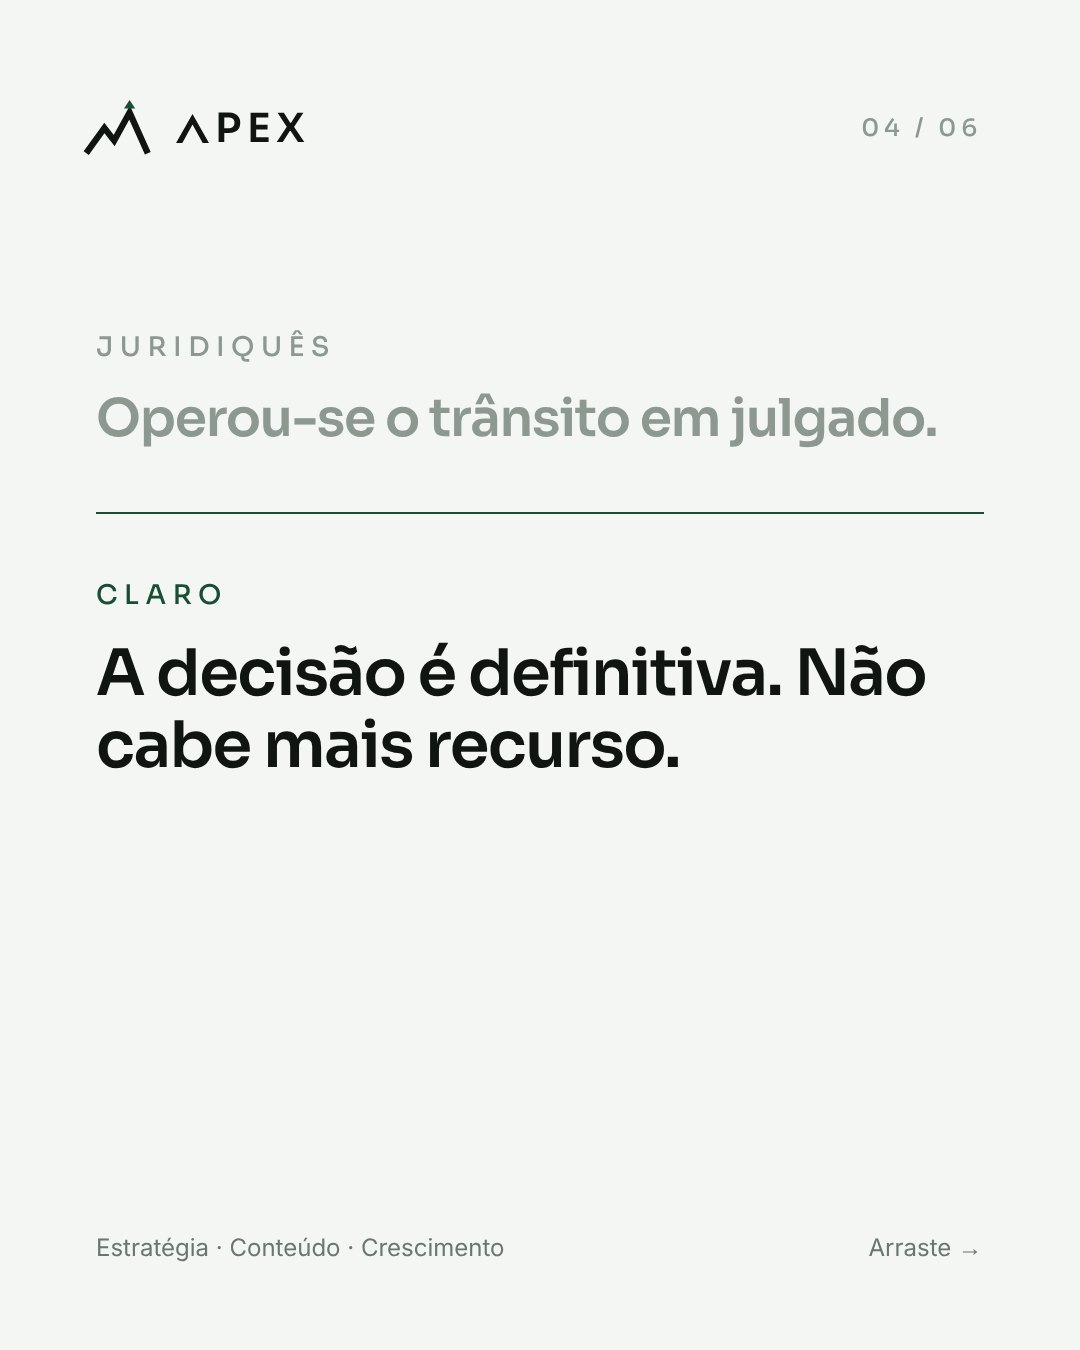 APEX
04 / 06
JURIDIQUÊS
Operou-se o trânsito em julgado.
CLARO
A decisão é definitiva. Não
cabe mais recurso.
Estratégia · Conteúdo · Crescimento
Arraste →